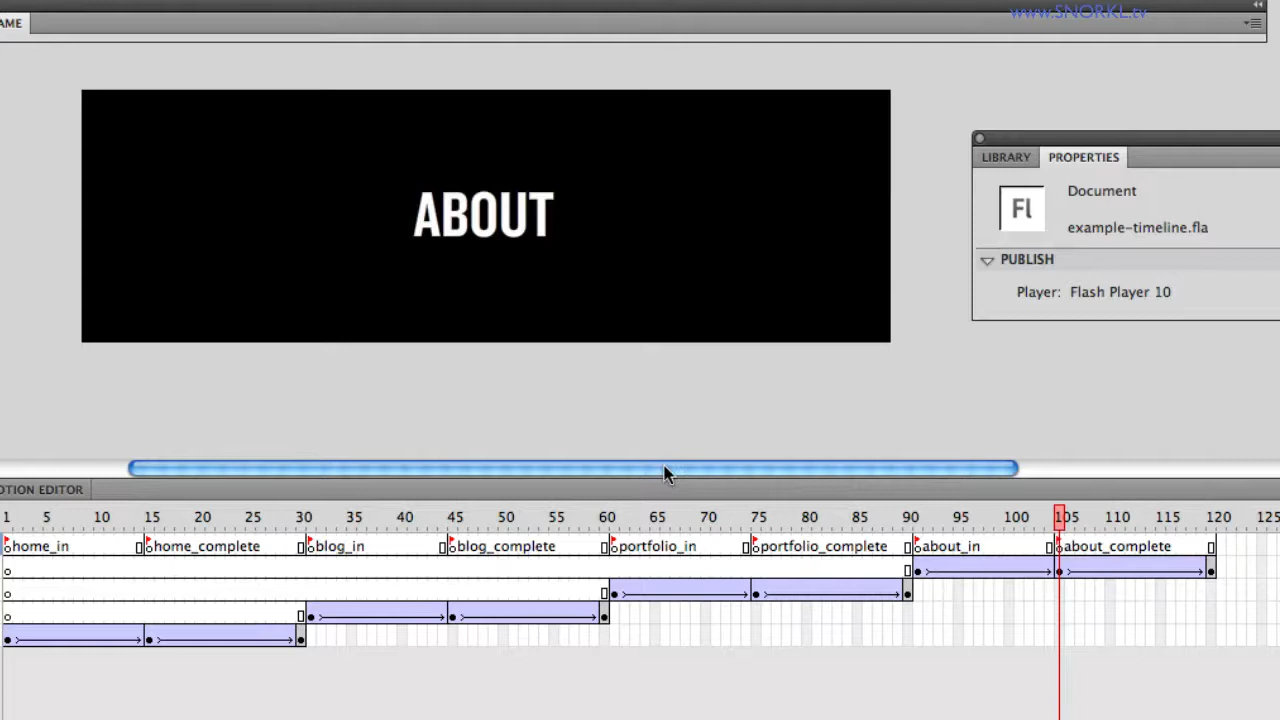 www.SNORKL.tv
AME
ABOUT
LIBRARY PROPERTIES
Fl
Document
example-timeline.fla
PUBLISH
Player: Flash Player 10
OTION EDITOR
1 5 10 15 20 25 30 35 40 45 50 55 60 65 70 75 80 85 90 95 100 105 110 115 120 125
home_in home_complete blog_in blog_complete portfolio_in portfolio_complete about_in about_complete